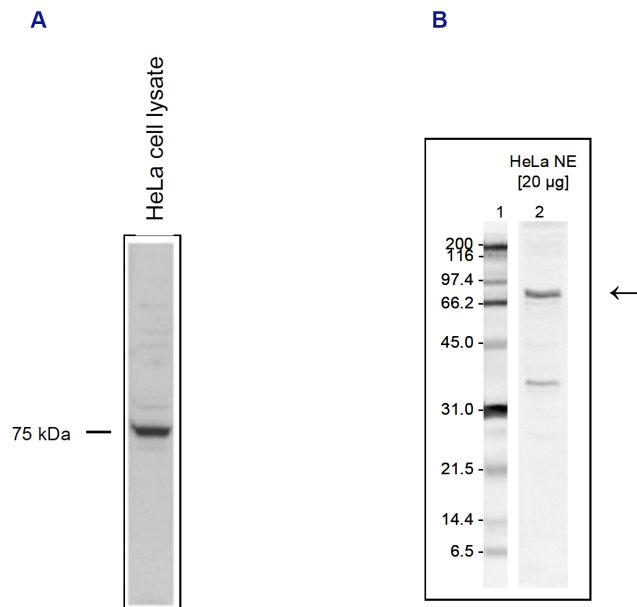 A
HeLa cell lysate
75 kDa
B
HeLa NE
[20 µg]
1 2
200 -
116 -
97.4 -
66.2 -
45.0 -
31.0 -
21.5 -
14.4 -
6.5 -